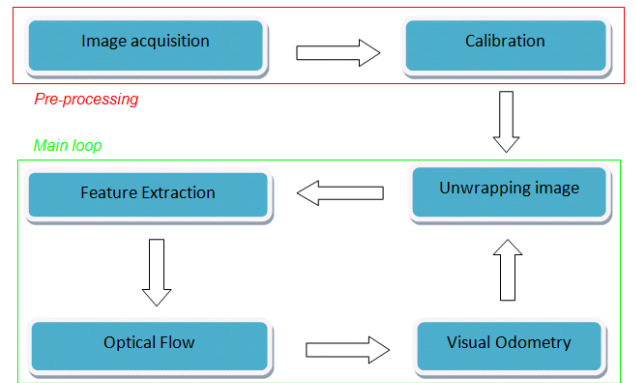 Image acquisition
Calibration
Pre-processing
Main loop
Feature Extraction
Unwrapping image
Optical Flow
Visual Odometry